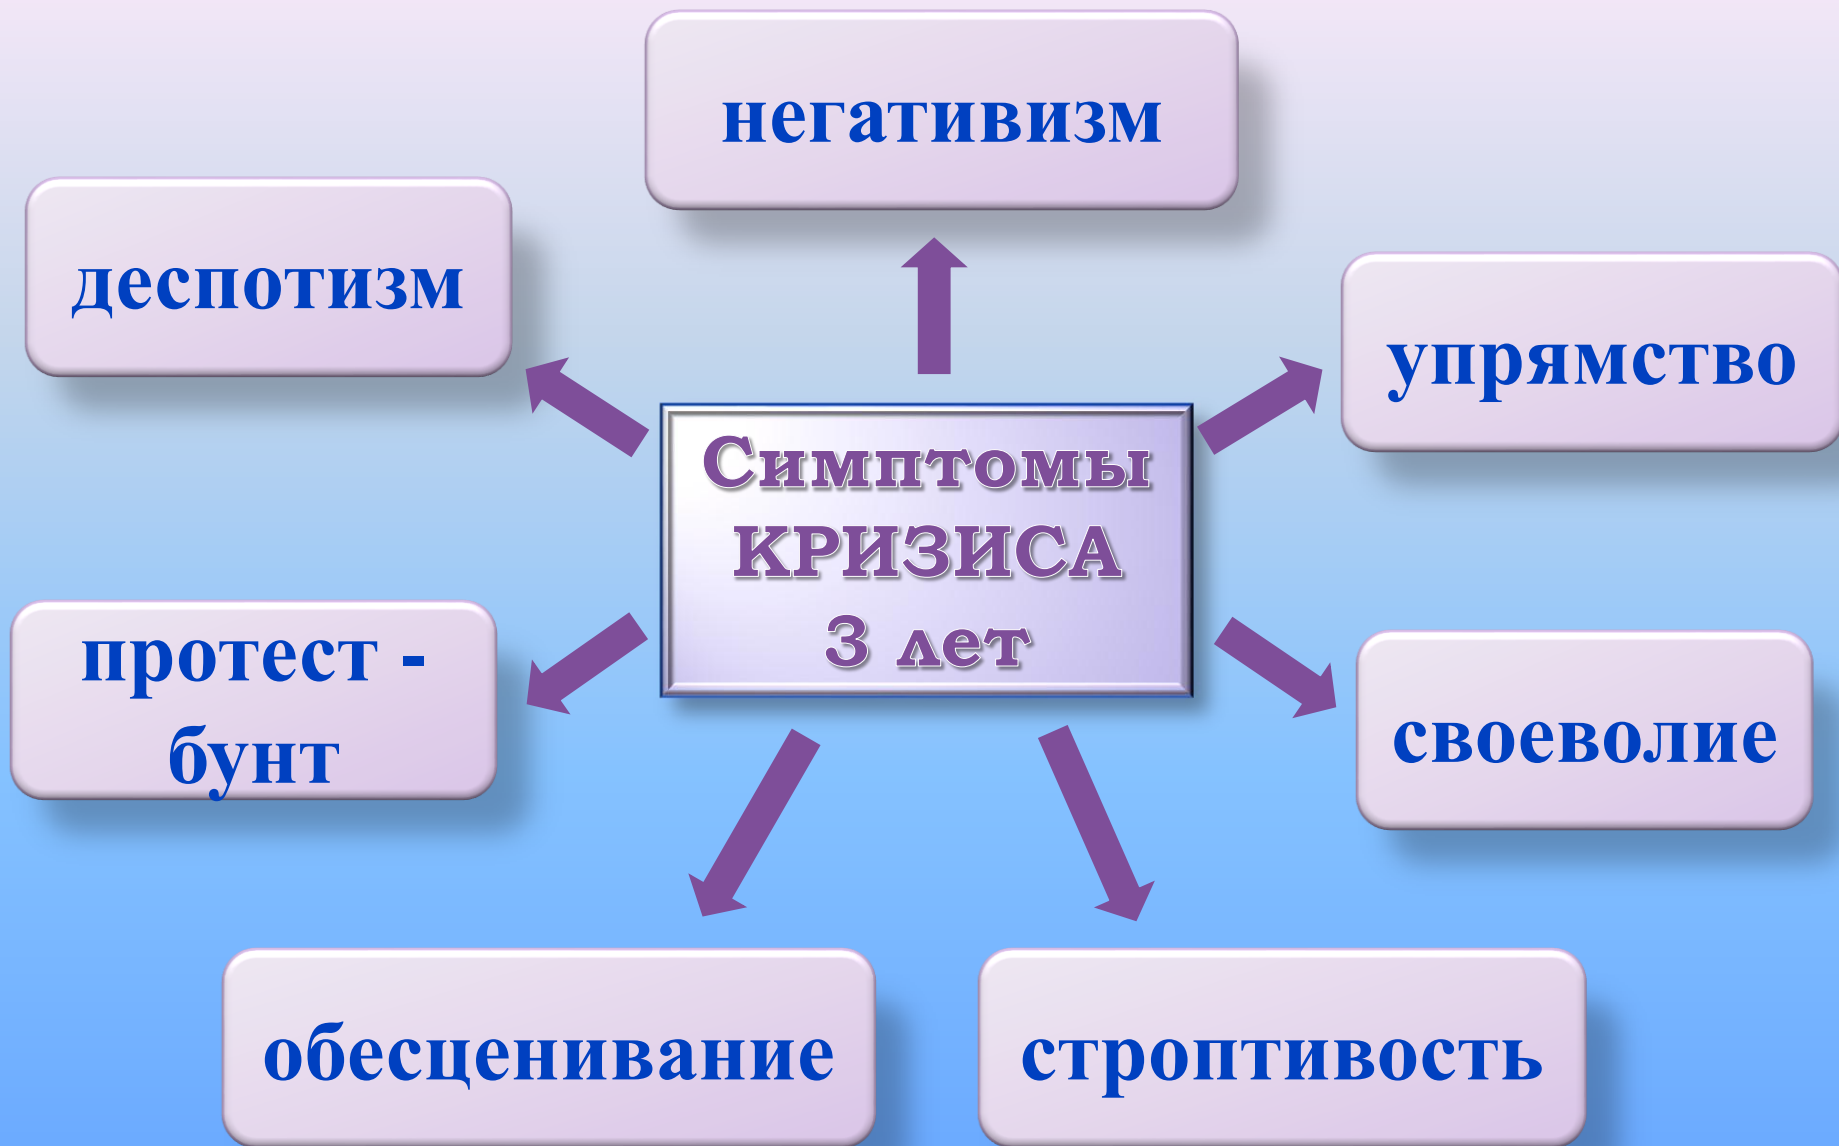 негативизм
деспотизм
упрямство
Симптомы
КРИЗИСА
3 лет
протест -
бунт
своеволие
обесценивание
строптивость